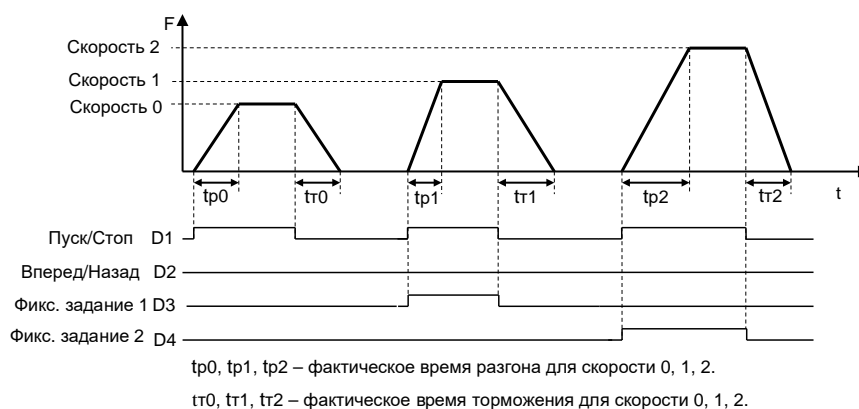 F
Скорость 2
Скорость 1
Скорость 0
tр0 tт0 tр1 tт1 tр2 tт2 t
Пуск/Стоп D1
Вперед/Назад D2
Фикс. задание 1 D3
Фикс. задание 2 D4
tр0, tр1, tр2 – фактическое время разгона для скорости 0, 1, 2.
tт0, tт1, tт2 – фактическое время торможения для скорости 0, 1, 2.